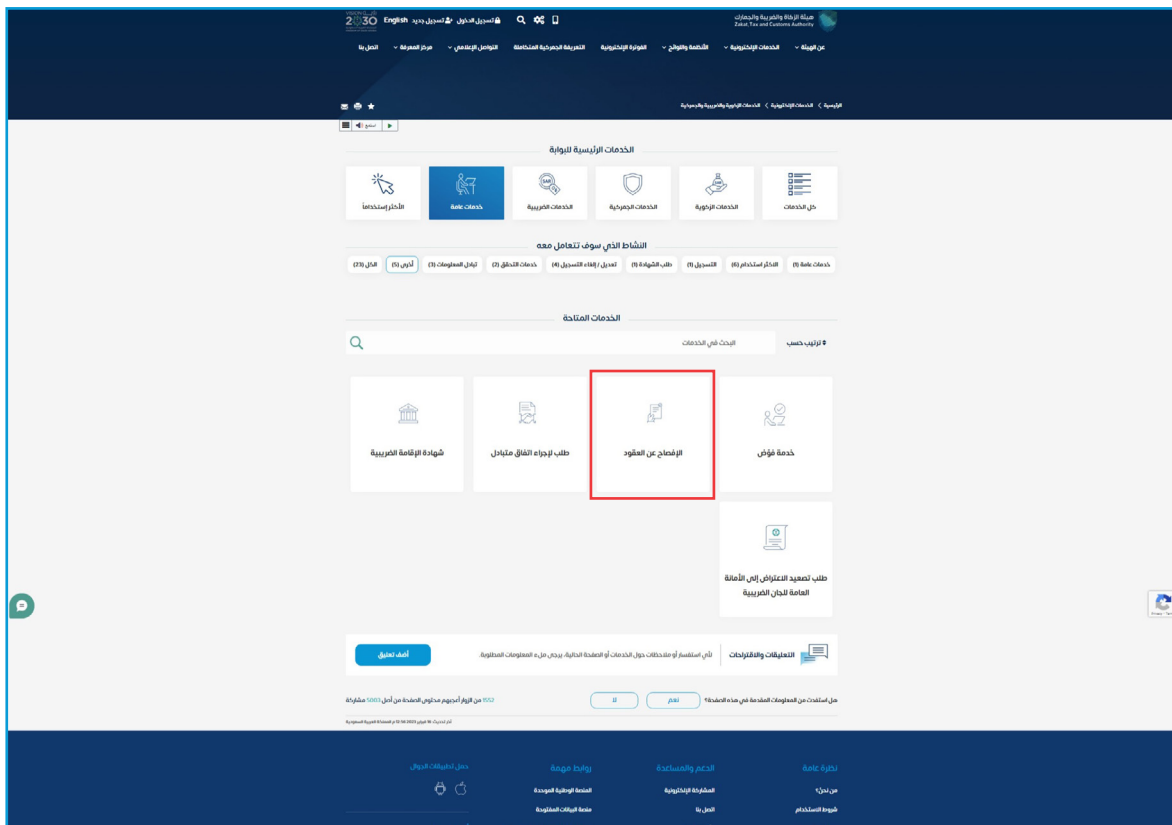 هيئة الزكاة والضريبة والجمارك
Zakat, Tax and Customs Authority
تسجيل الدخول تسجيل جديد English
2030
عن الهيئة الخدمات الإلكترونية الأنظمة واللوائح الفوترة الإلكترونية التعريفة الجمركية المتكاملة التواصل الإعلامي مركز المعرفة اتصل بنا
الرئيسية الخدمات الإلكترونية الخدمات الزكوية والضريبية والجمركية
استمع
الخدمات الرئيسية للبوابة
كل الخدمات الخدمات الزكوية الخدمات الجمركية الخدمات الضريبية خدمات عامة الأكثر إستخداماً
النشاط الذي سوف تتعامل معه
خدمات عامة (1) الاكثر استخدام (6) التسجيل (1) طلب الشهادة (1) تعديل / إلغاء التسجيل (4) خدمات التدقق (2) تبادل المعلومات (3) أخرى (5) الكل (23)
الخدمات المتاحة
ترتيب حسب البحث في الخدمات
خدمة فوّض الإفصاح عن العقود طلب لإجراء اتفاق متبادل شهادة الإقامة الضريبية
طلب تصعيد الاعتراض إلى الأمانة
العامة للجان الضريبية
التعليقات والاقتراحات لأي استفسار أو ملاحظات حول الخدمات أو الصفحة الحالية، يرجى ملء المعلومات المطلوبة. أضف تعليق
هل استفدت من المعلومات المقدمة في هذه الصفحة؟ نعم لا 1552 من الزوار أعجبهم محتوى الصفحة من أصل 5003 مشاركة
نظرة عامة الدعم والمساعدة روابط مهمة حمل تطبيقات الجوال
من نحن؟ المشاركة الإلكترونية المنصة الوطنية الموحدة
شروط الاستخدام اتصل بنا منصة البيانات المفتوحة